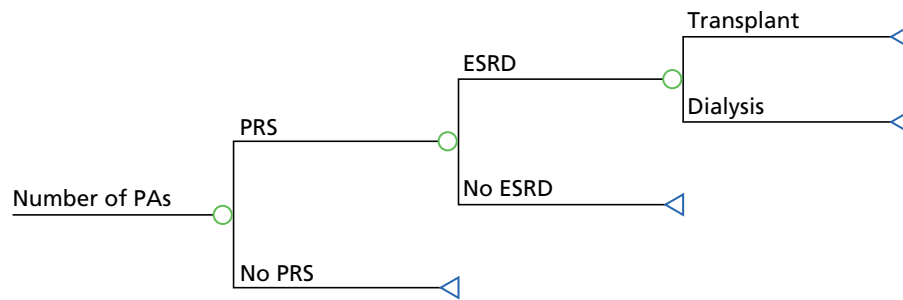 Transplant
ESRD
Dialysis
PRS
No ESRD
Number of PAs
No PRS